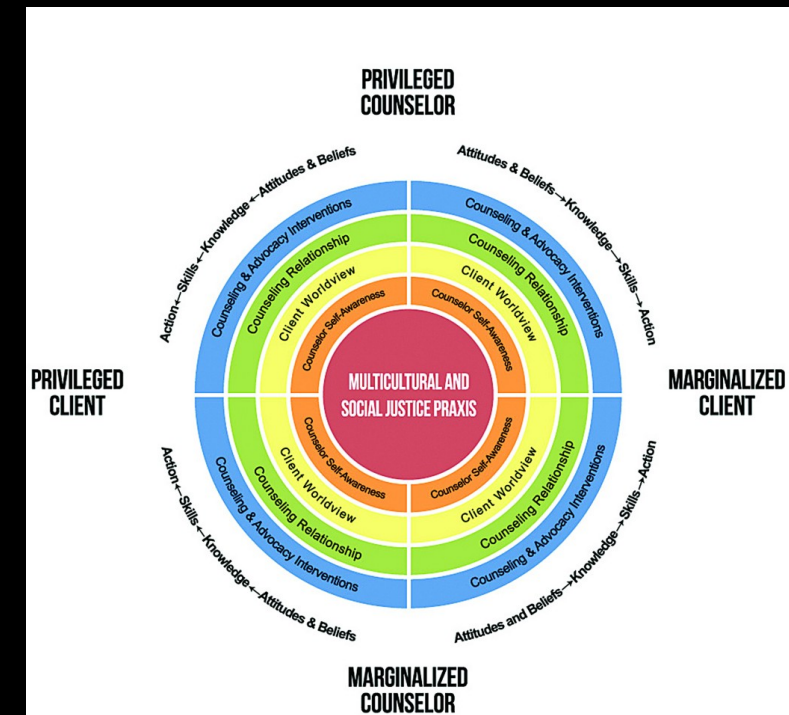 PRIVILEGED
COUNSELOR
Action←Skills←Knowledge←Attitudes & Beliefs
Attitudes & Beliefs→Knowledge→Skills→Action
Counseling & Advocacy Interventions
Counseling & Advocacy Interventions
Counseling Relationship
Counseling Relationship
Client Worldview
Client Worldview
Counselor Self-Awareness
Counselor Self-Awareness
PRIVILEGED
CLIENT
MULTICULTURAL AND
SOCIAL JUSTICE PRAXIS
MARGINALIZED
CLIENT
Counselor Self-Awareness
Counselor Self-Awareness
Client Worldview
Client Worldview
Counseling Relationship
Counseling Relationship
Counseling & Advocacy Interventions
Counseling & Advocacy Interventions
Action←Skills←Knowledge←Attitudes & Beliefs
Attitudes and Beliefs→Knowledge→Skills→Action
MARGINALIZED
COUNSELOR